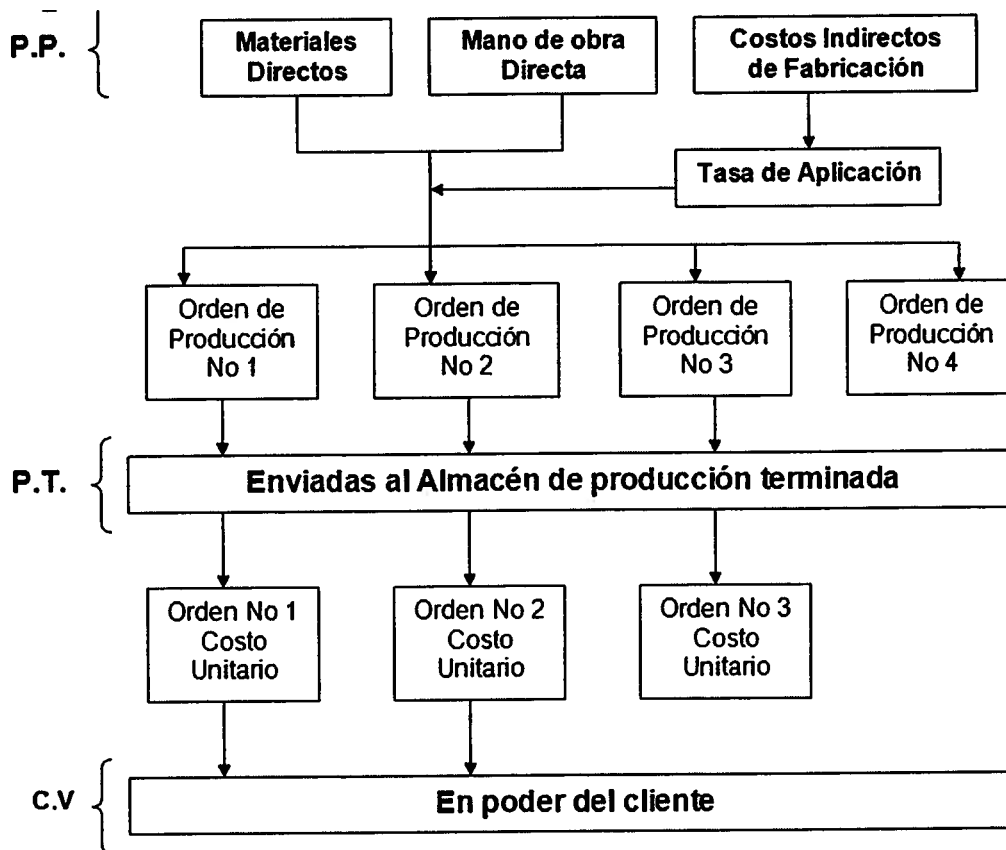 P.P.
Materiales
Directos
Mano de obra
Directa
Costos Indirectos
de Fabricación
Tasa de Aplicación
Orden de
Producción
No 1
Orden de
Producción
No 2
Orden de
Producción
No 3
Orden de
Producción
No 4
P.T.
Enviadas al Almacén de producción terminada
Orden No 1
Costo
Unitario
Orden No 2
Costo
Unitario
Orden No 3
Costo
Unitario
C.V
En poder del cliente